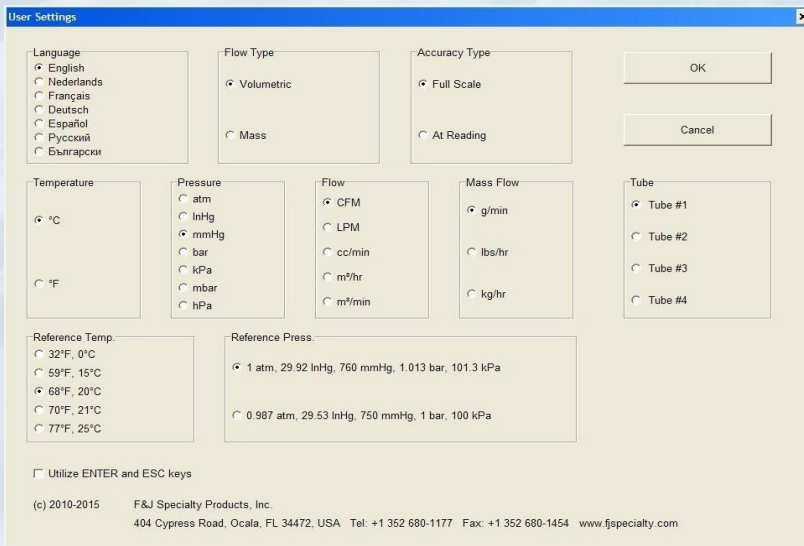 User Settings
Language
English
Nederlands
Français
Deutsch
Español
Русский
Български
Flow Type
Volumetric
Mass
Accuracy Type
Full Scale
At Reading
OK
Cancel
Temperature
°C
°F
Pressure
atm
InHg
mmHg
bar
kPa
mbar
hPa
Flow
CFM
LPM
cc/min
m³/hr
m³/min
Mass Flow
g/min
lbs/hr
kg/hr
Tube
Tube #1
Tube #2
Tube #3
Tube #4
Reference Temp.
32°F, 0°C
59°F, 15°C
68°F, 20°C
70°F, 21°C
77°F, 25°C
Reference Press.
1 atm, 29.92 InHg, 760 mmHg, 1.013 bar, 101.3 kPa
0.987 atm, 29.53 InHg, 750 mmHg, 1 bar, 100 kPa
Utilize ENTER and ESC keys
(c) 2010-2015 F&J Specialty Products, Inc.
404 Cypress Road, Ocala, FL 34472, USA Tel: +1 352 680-1177 Fax: +1 352 680-1454 www.fjspecialty.com